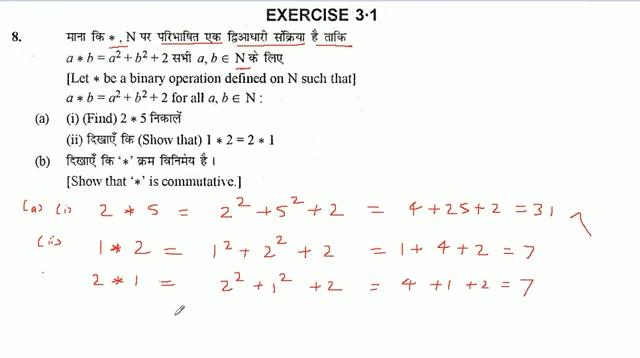 EXERCISE 3·1
8. माना कि *, N पर परिभाषित एक द्विआधारी संक्रिया है ताकि
a * b = a² + b² + 2 सभी a, b ∈ N के लिए
[Let * be a binary operation defined on N such that]
a * b = a² + b² + 2 for all a, b ∈ N :
(a) (i) (Find) 2 * 5 निकालें
(ii) दिखाएँ कि (Show that) 1 * 2 = 2 * 1
(b) दिखाएँ कि '*' क्रम विनिमेय है ।
[Show that '*' is commutative.]
(a) (i) 2 * 5 = 2² + 5² + 2 = 4 + 25 + 2 = 31
(ii) 1 * 2 = 1² + 2² + 2 = 1 + 4 + 2 = 7
2 * 1 = 2² + 1² + 2 = 4 + 1 + 2 = 7